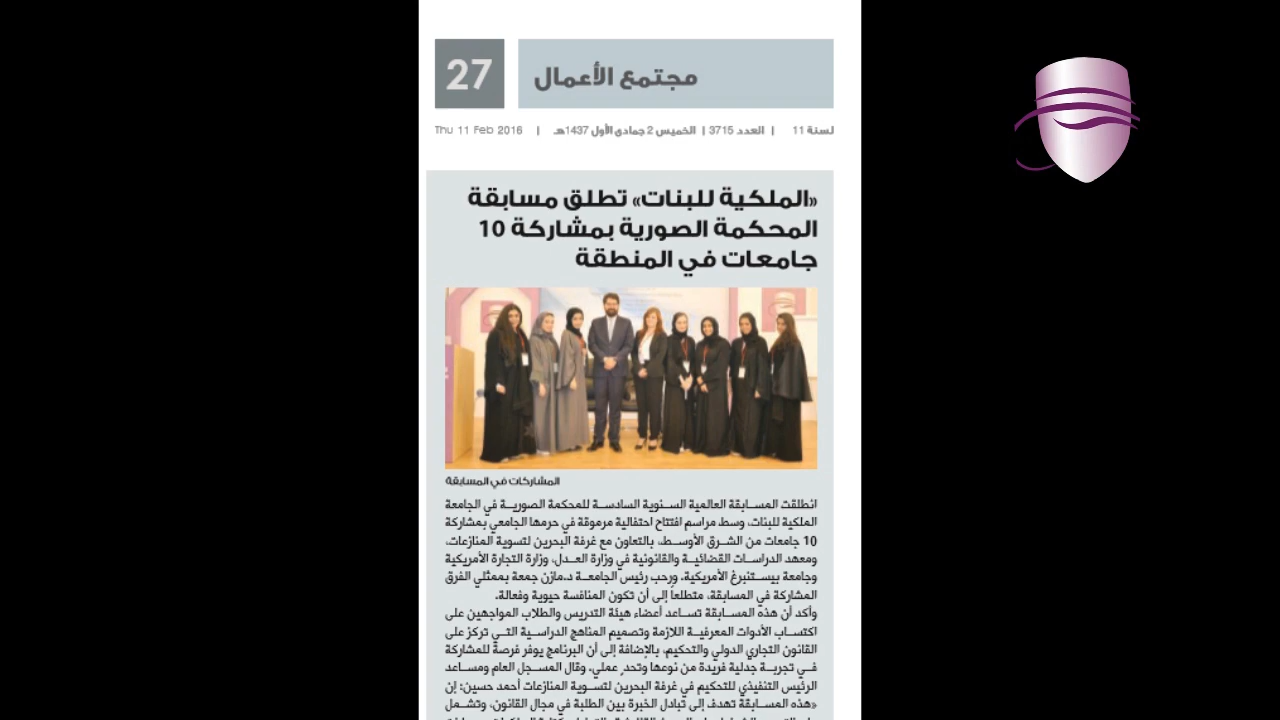 27
مجتمع الأعمال
لسنة 11 | العدد 3715 | الخميس 2 جمادى الأول 1437هـ | Thu 11 Feb 2016
«الملكية للبنات» تطلق مسابقة
المحكمة الصورية بمشاركة 10
جامعات في المنطقة
المشاركات في المسابقة
انطلقت المسابقة العالمية السنوية السادسة للمحكمة الصورية في الجامعة
الملكية للبنات، وسط مراسم افتتاح احتفالية مرموقة في حرمها الجامعي بمشاركة
10 جامعات من الشرق الأوسط، بالتعاون مع غرفة البحرين لتسوية المنازعات،
ومعهد الدراسات القضائية والقانونية في وزارة العدل، وزارة التجارة الأمريكية
وجامعة بيستنبرغ الأمريكية، ورحب رئيس الجامعة د.مازن جمعة بممثلي الفرق
المشاركة في المسابقة، متطلعاً إلى أن تكون المنافسة حيوية وفعالة.
وأكد أن هذه المسابقة تساعد أعضاء هيئة التدريس والطلاب المواجهين على
اكتساب الأدوات المعرفية اللازمة وتصميم المناهج الدراسية التي تركز على
القانون التجاري الدولي والتحكيم، بالإضافة إلى أن البرنامج يوفر فرصة للمشاركة
في تجربة جدلية فريدة من نوعها وتحد عملي، وقال المسجل العام ومساعد
الرئيس التنفيذي للتحكيم في غرفة البحرين لتسوية المنازعات أحمد حسين: إن
«هذه المسابقة تهدف إلى تبادل الخبرة بين الطلبة في مجال القانون، وتشمل